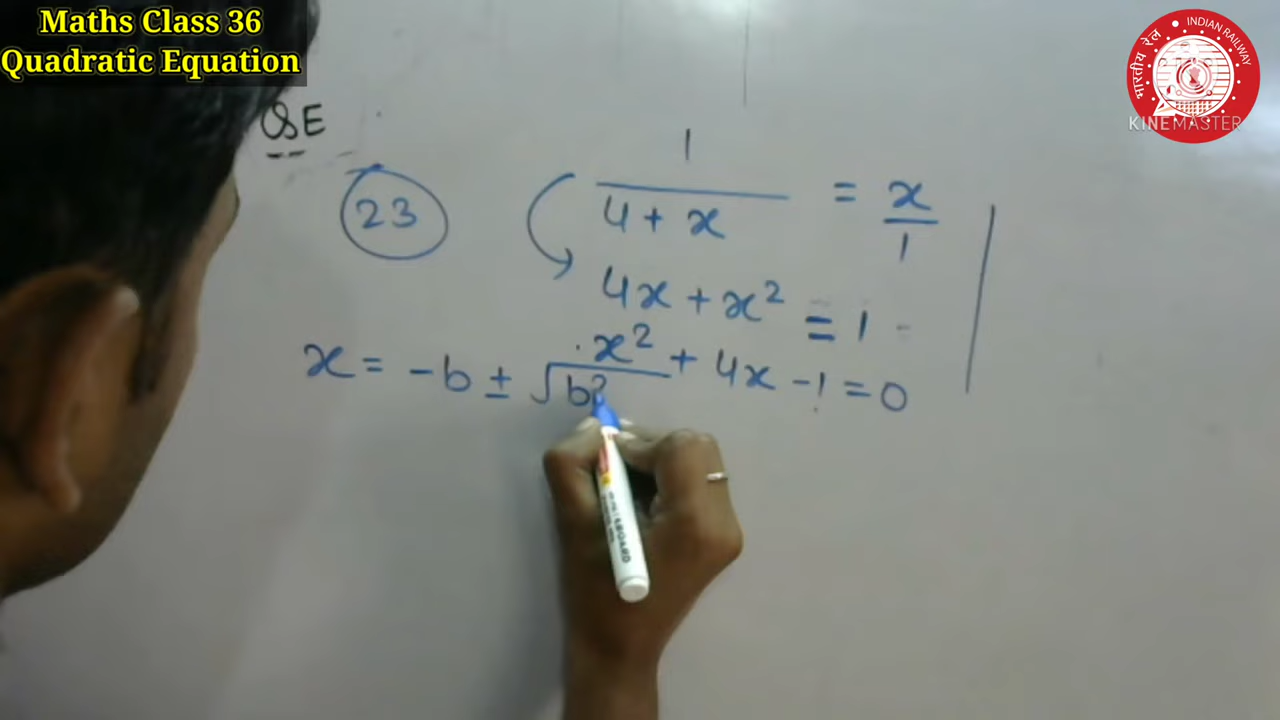 Maths Class 36
Quadratic Equation
भारतीय रेल • INDIAN RAILWAY
KINEMASTER
QSE
23
1
4 + x = x
1
4x + x² = 1
x² + 4x - 1 = 0
x = -b ± √b²